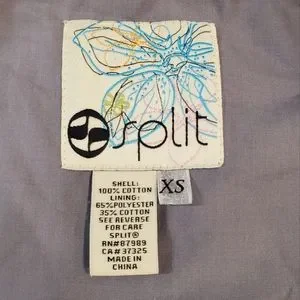 split
XS
SHELL:
100% COTTON
LINING:
65%POLYESTER
35% COTTON
SEE REVERSE
FOR CARE
SPLIT®
RN#87989
CA#37325
MADE IN
CHINA